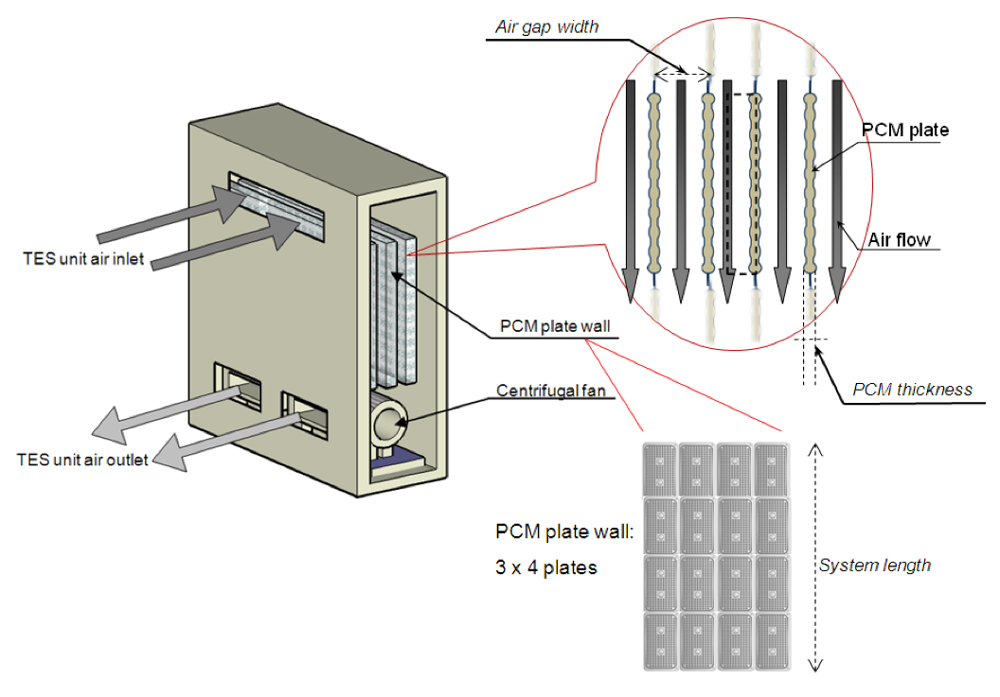 Air gap width
PCM plate
Air flow
TES unit air inlet
PCM plate wall
Centrifugal fan
PCM thickness
TES unit air outlet
PCM plate wall:
3 x 4 plates
System length